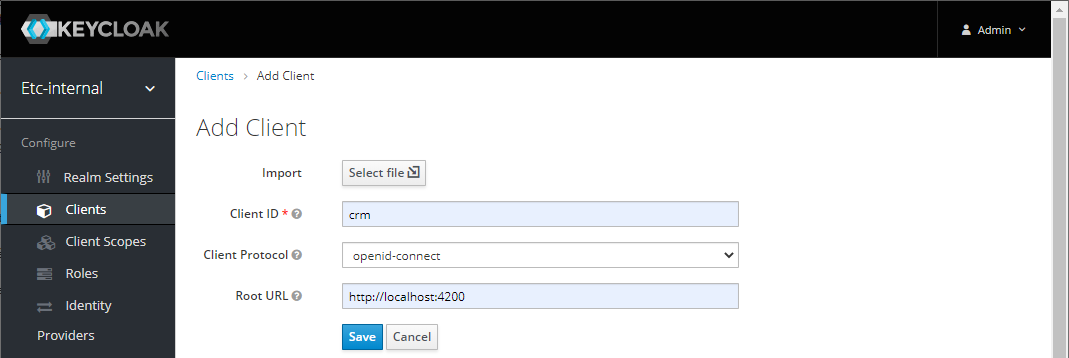 KEYCLOAK
Admin
Etc-internal
Clients > Add Client
Configure
Add Client
Realm Settings
Import Select file
Clients
Client ID * crm
Client Scopes
Client Protocol openid-connect
Roles
Root URL http://localhost:4200
Identity
Providers
Save Cancel